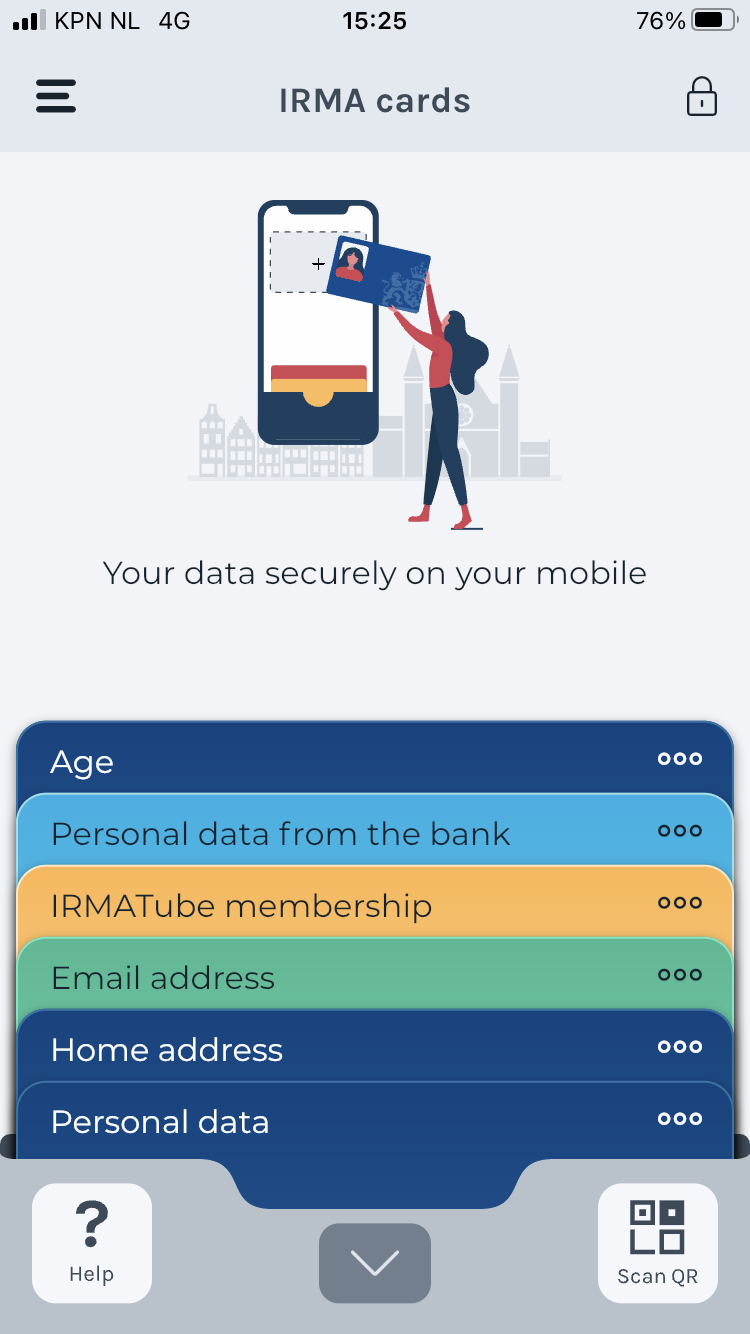 KPN NL 4G 15:25 76%
IRMA cards
Your data securely on your mobile
Age
Personal data from the bank
IRMATube membership
Email address
Home address
Personal data
? 
Help
Scan QR